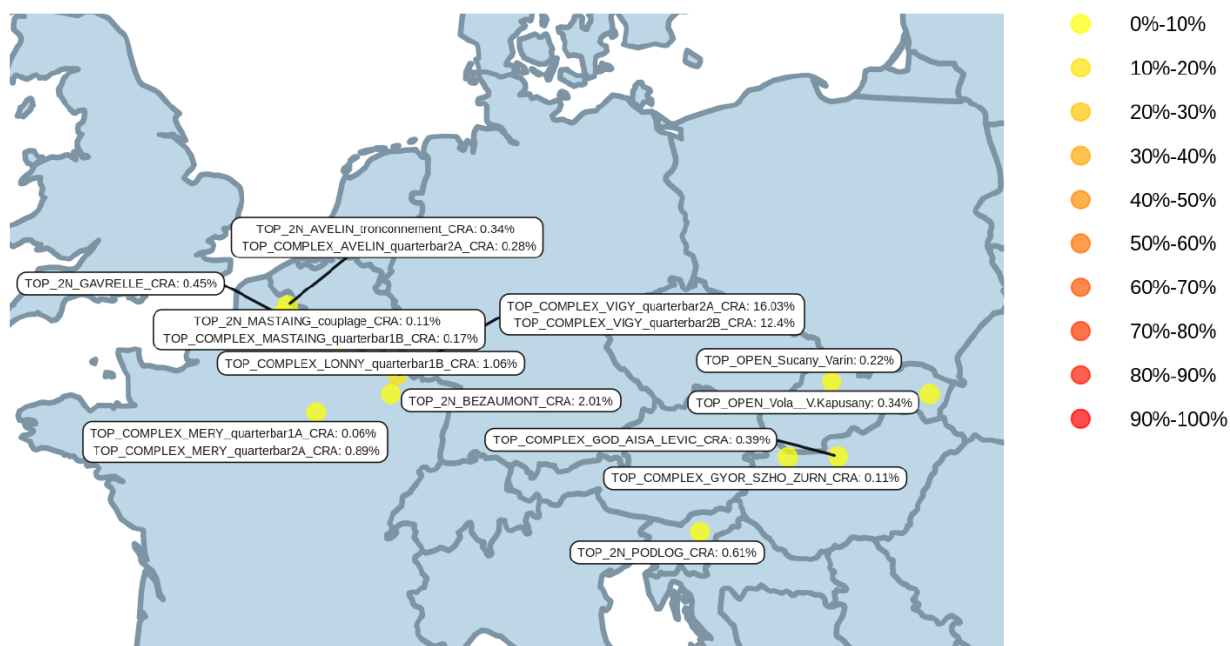 TOP_2N_AVELIN_tronconnement_CRA: 0.34%
TOP_COMPLEX_AVELIN_quarterbar2A_CRA: 0.28%
TOP_2N_GAVRELLE_CRA: 0.45%
TOP_2N_MASTAING_couplage_CRA: 0.11%
TOP_COMPLEX_MASTAING_quarterbar1B_CRA: 0.17%
TOP_COMPLEX_VIGY_quarterbar2A_CRA: 16.03%
TOP_COMPLEX_VIGY_quarterbar2B_CRA: 12.4%
TOP_COMPLEX_LONNY_quarterbar1B_CRA: 1.06%
TOP_OPEN_Sucany_Varin: 0.22%
TOP_2N_BEZAUMONT_CRA: 2.01%
TOP_OPEN_Vola__V.Kapusany: 0.34%
TOP_COMPLEX_MERY_quarterbar1A_CRA: 0.06%
TOP_COMPLEX_MERY_quarterbar2A_CRA: 0.89%
TOP_COMPLEX_GOD_AISA_LEVIC_CRA: 0.39%
TOP_COMPLEX_GYOR_SZHO_ZURN_CRA: 0.11%
TOP_2N_PODLOG_CRA: 0.61%
0%-10%
10%-20%
20%-30%
30%-40%
40%-50%
50%-60%
60%-70%
70%-80%
80%-90%
90%-100%